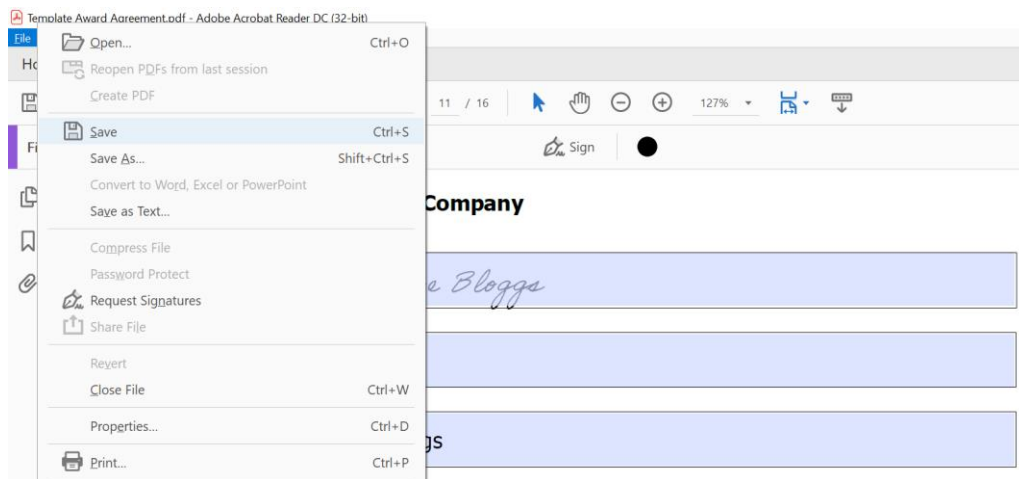 Template Award Agreement.pdf - Adobe Acrobat Reader DC (32-bit)
File
Open... Ctrl+O
Reopen PDFs from last session
Create PDF
11 / 16 127%
Save Ctrl+S
Sign
Save As... Shift+Ctrl+S
Convert to Word, Excel or PowerPoint
Company
Save as Text...
Compress File
Password Protect
e Bloggs
Request Signatures
Share File
Revert
Close File Ctrl+W
Properties... Ctrl+D
gs
Print... Ctrl+P